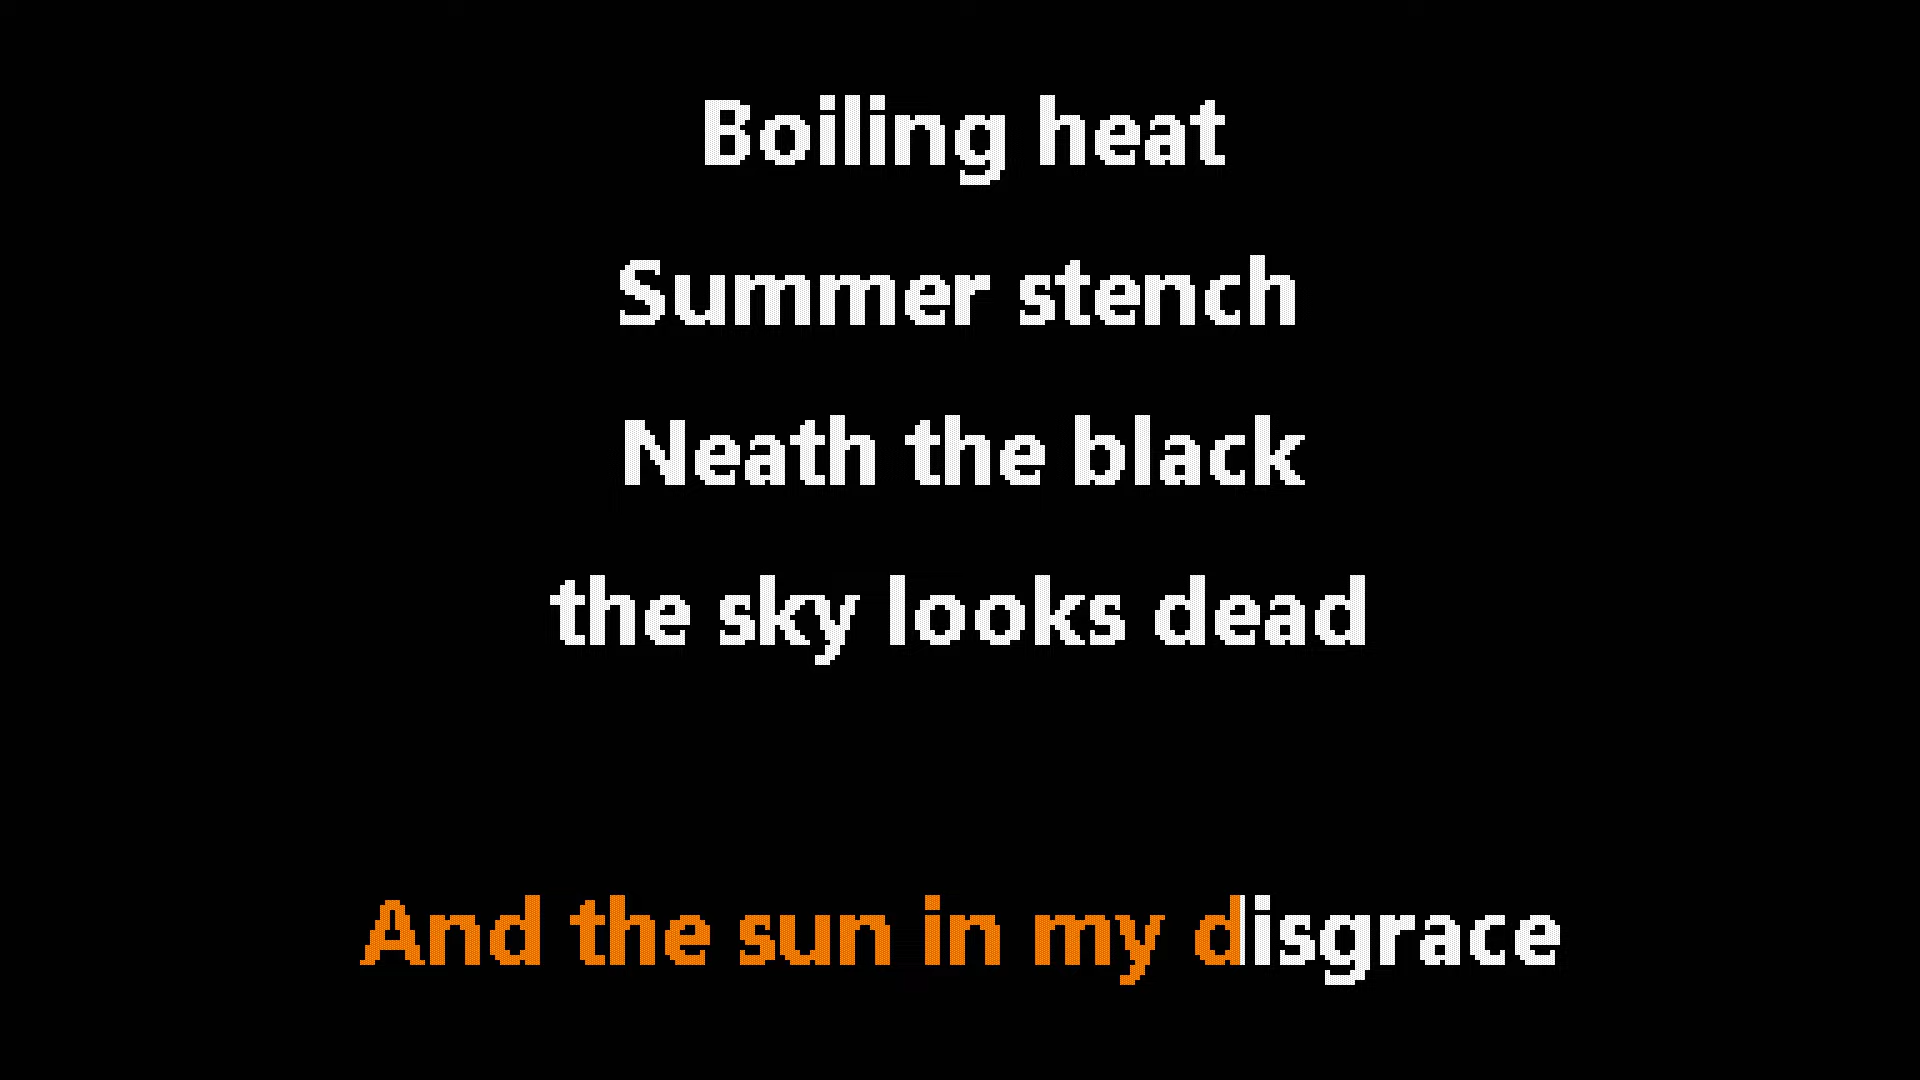 Boiling heat
Summer stench
Neath the black
the sky looks dead
And the sun in my disgrace